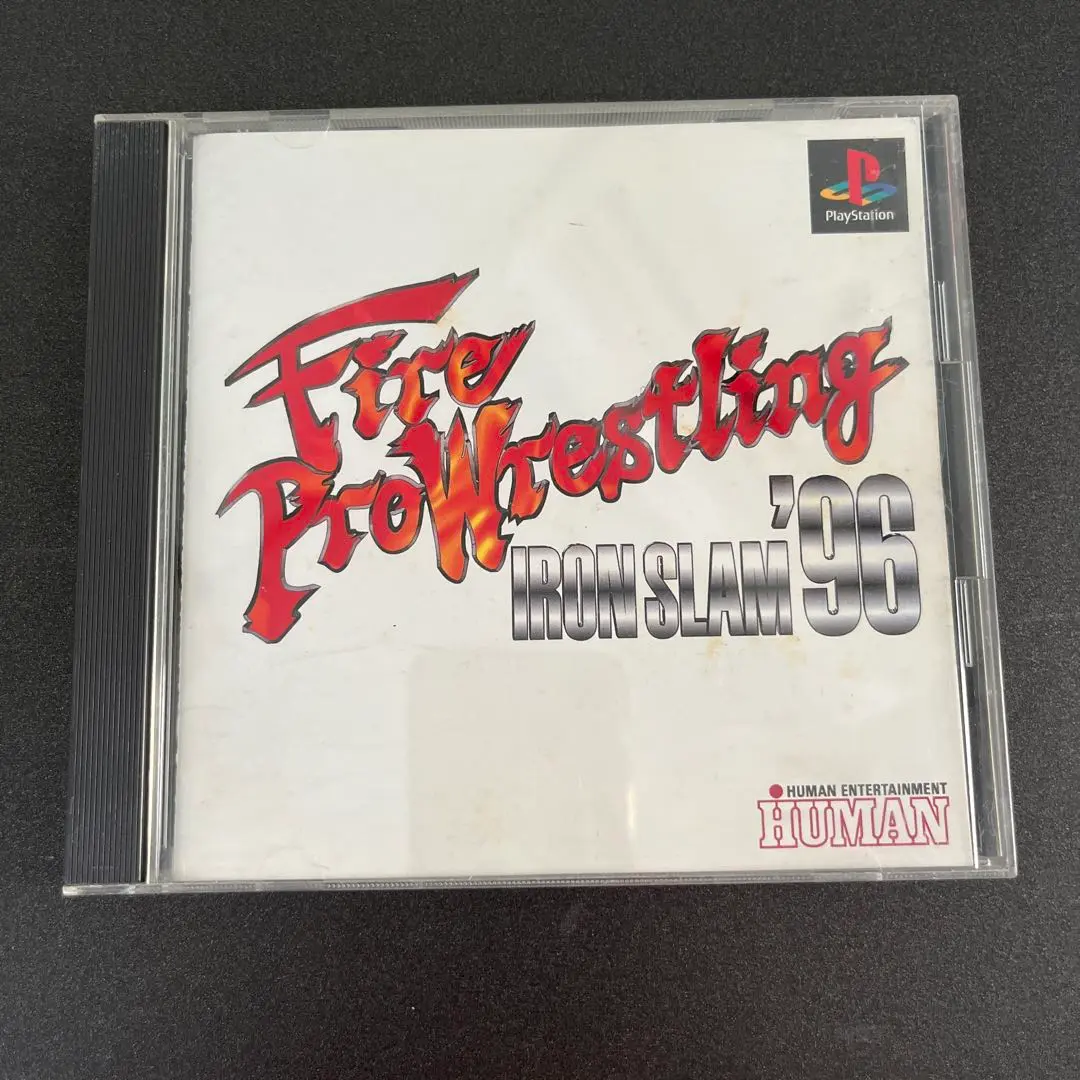 PlayStation
Fire
ProWrestling
IRON SLAM '96
HUMAN ENTERTAINMENT
HUMAN